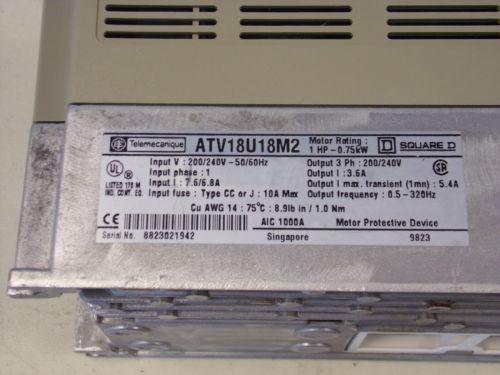 Telemecanique ATV18U18M2 Motor Rating : 1 HP - 0.75kW SQUARE D
Input V : 200/240V - 50/60Hz Output 3 Ph : 200/240V
Input phase : 1 Output I : 3.6A
Input I : 7.6/6.8A Output I max. transient (1mn) : 5.4A
Input fuse : Type CC or J : 10A Max Output frequency : 0.5 - 320Hz
UL LISTED 179 M IND. CONT. EQ.
Cu AWG 14 : 75°C : 8.9lb in / 1.0 Nm
CE AIC 1000A Motor Protective Device
Serial No. 8823021942 Singapore 9823